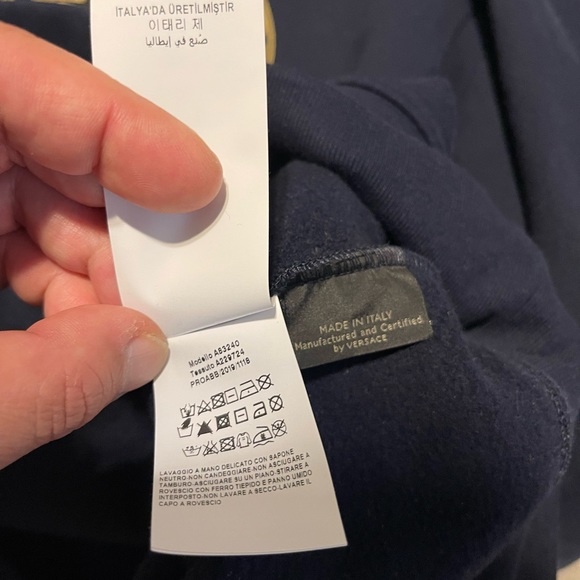 İTALYA'DA ÜRETİLMİŞTİR
이태리 제
صُنع في إيطاليا
MADE IN ITALY
Manufactured and Certified
by VERSACE
Modello A83240
Tessuto A229724
PROABB/2019/1118
LAVAGGIO A MANO DELICATO CON SAPONE
NEUTRO-NON CANDEGGIARE.NON ASCIUGARE A
TAMBURO-ASCIUGARE SU UN PIANO-STIRARE A
ROVESCIO CON FERRO TIEPIDO E PANNO UMIDO
INTERPOSTO-NON LAVARE A SECCO-LAVARE IL
CAPO A ROVESCIO